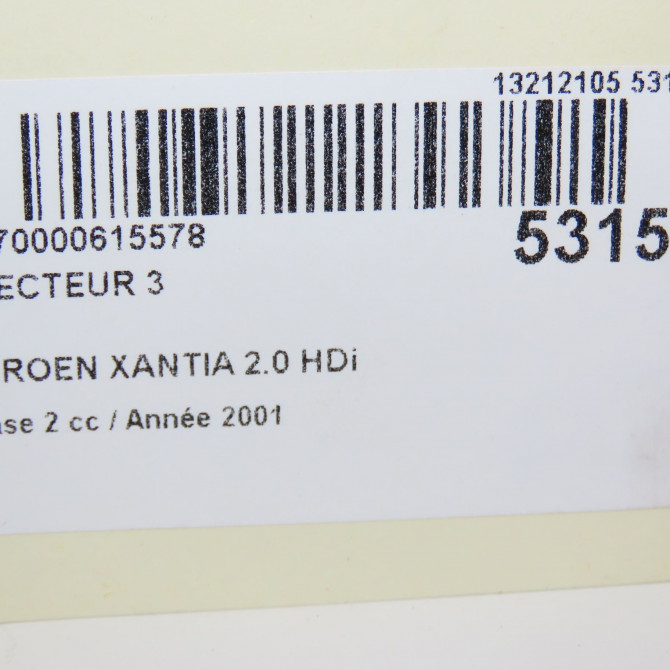 13212105 531
70000615578
5315
ECTEUR 3
ROEN XANTIA 2.0 HDi
ase 2 cc / Année 2001